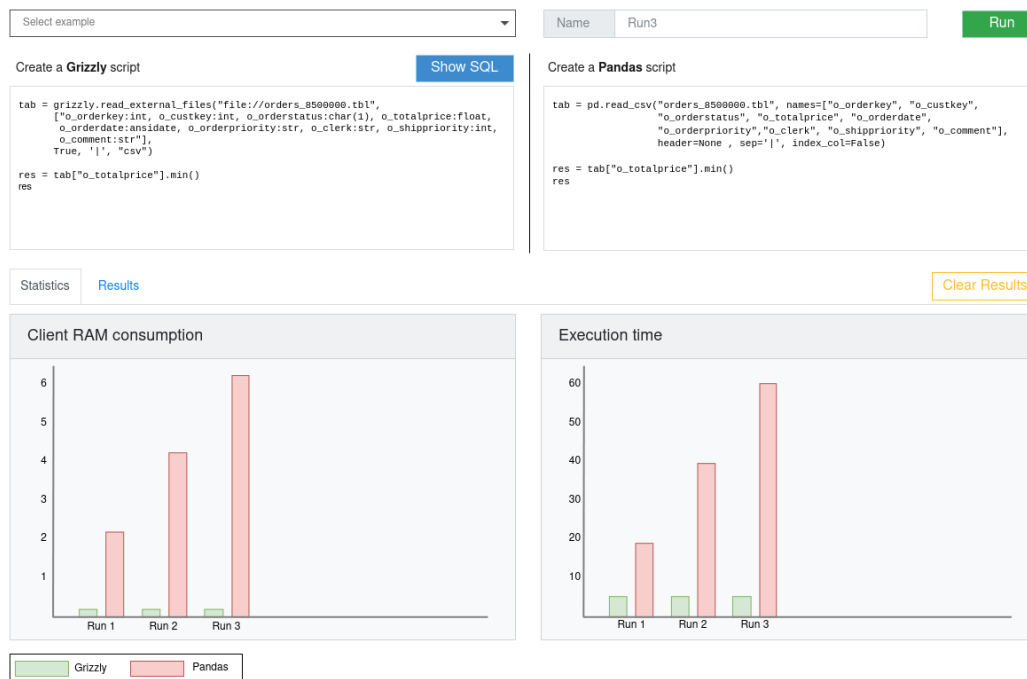 Select example
Name Run3 Run
Create a Grizzly script Show SQL
tab = grizzly.read_external_files("file://orders_8500000.tbl",
["o_orderkey:int, o_custkey:int, o_orderstatus:char(1), o_totalprice:float,
o_orderdate:ansidate, o_orderpriority:str, o_clerk:str, o_shippriority:int,
o_comment:str"],
True, '|', "csv")
res = tab["o_totalprice"].min()
res
Create a Pandas script
tab = pd.read_csv("orders_8500000.tbl", names=["o_orderkey", "o_custkey",
"o_orderstatus", "o_totalprice", "o_orderdate",
"o_orderpriority","o_clerk", "o_shippriority", "o_comment"],
header=None , sep='|', index_col=False)
res = tab["o_totalprice"].min()
res
Statistics Results Clear Results
Client RAM consumption
6
5
4
3
2
1
Run 1 Run 2 Run 3
Execution time
60
50
40
30
20
10
Run 1 Run 2 Run 3
Grizzly Pandas